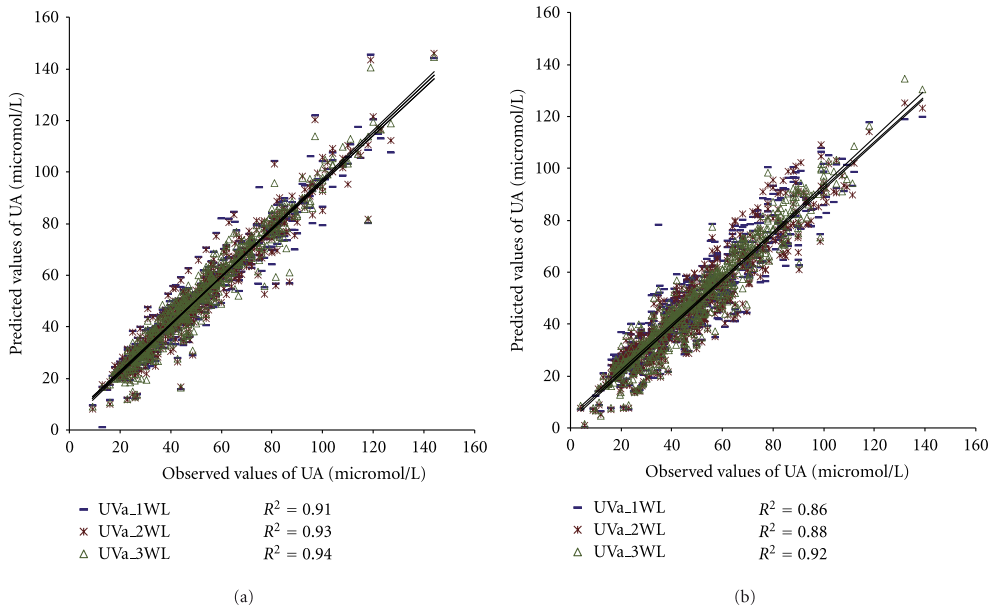 160
140
120
100
80
60
40
20
0
0 20 40 60 80 100 120 140 160
Predicted values of UA (micromol/L)
Observed values of UA (micromol/L)
UVa_1WL R² = 0.91
UVa_2WL R² = 0.93
UVa_3WL R² = 0.94
(a)
160
140
120
100
80
60
40
20
0
0 20 40 60 80 100 120 140 160
Predicted values of UA (micromol/L)
Observed values of UA (micromol/L)
UVa_1WL R² = 0.86
UVa_2WL R² = 0.88
UVa_3WL R² = 0.92
(b)